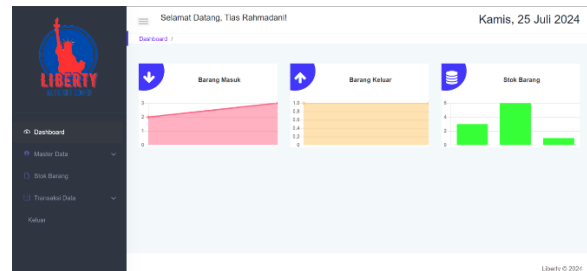 Selamat Datang, Tias Rahmadani!
Kamis, 25 Juli 2024
Dashboard /
LIBERTY
Dashboard
Master Data
Stok Barang
Transaksi Data
Keluar
Barang Masuk
3
2
1
0
Barang Keluar
1.0
0.8
0.6
0.4
0.2
0
Stok Barang
6
4
2
0
Liberty © 2024